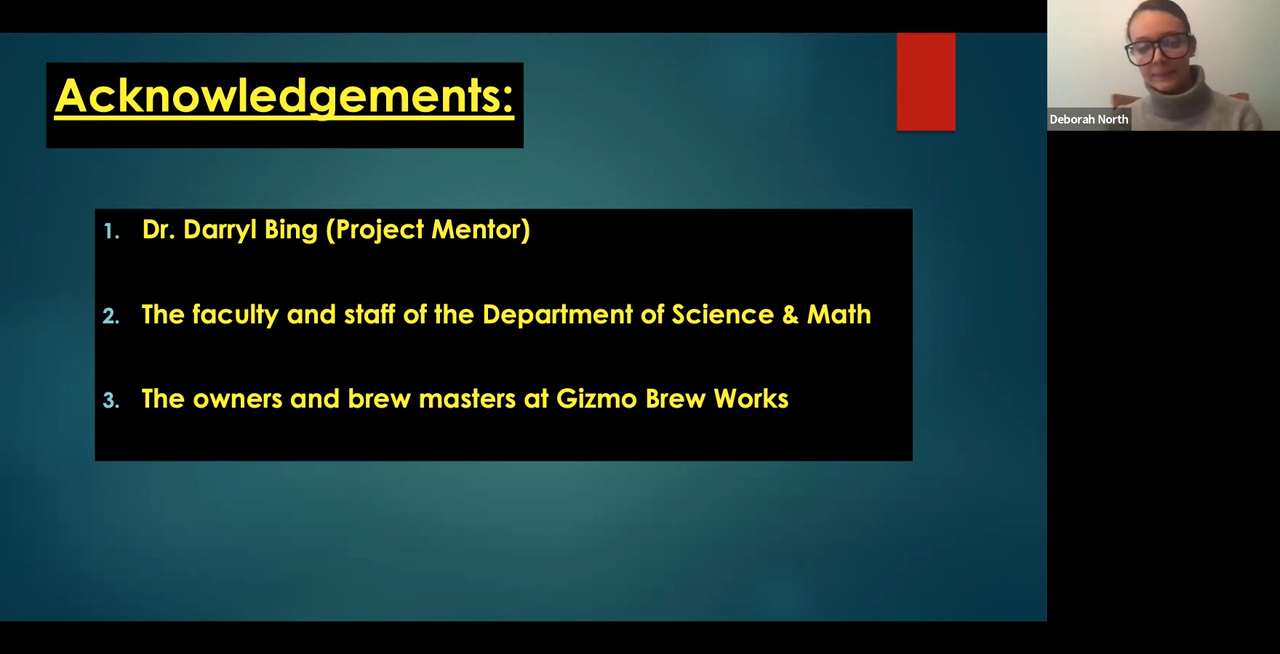 Acknowledgements:
Deborah North
1. Dr. Darryl Bing (Project Mentor)
2. The faculty and staff of the Department of Science & Math
3. The owners and brew masters at Gizmo Brew Works